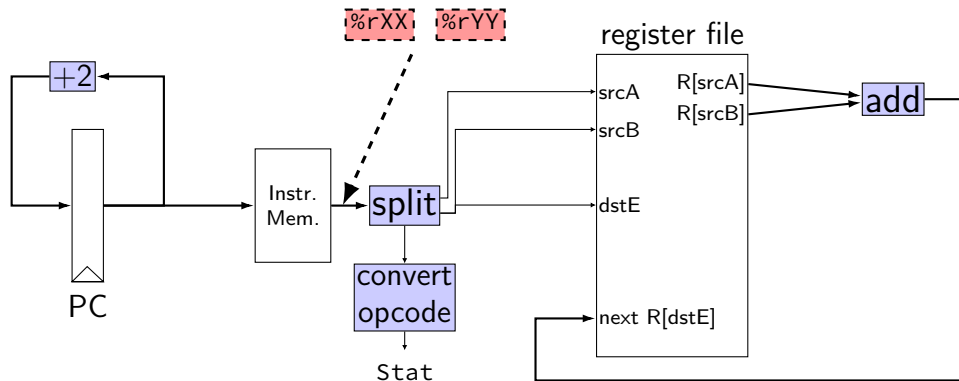 %rXX %rYY
register file
+2
srcA
R[srcA]
srcB
R[srcB]
add
Instr.
Mem.
split
dstE
PC
convert
opcode
next R[dstE]
Stat